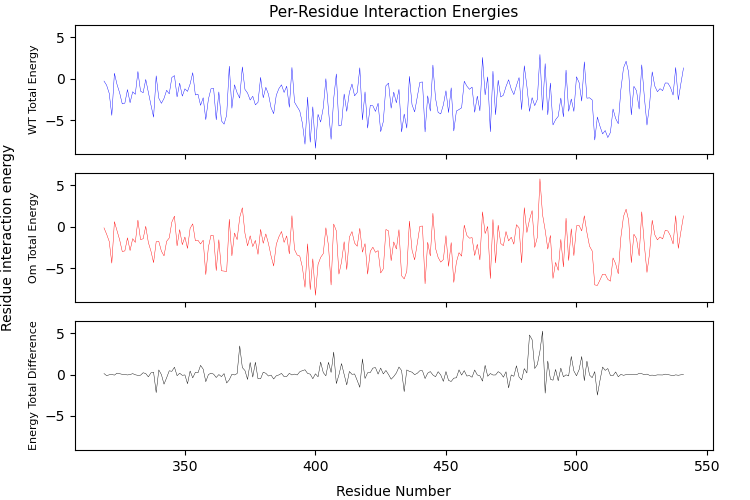 Per-Residue Interaction Energies
Residue interaction energy
WT Total Energy
5
0
−5
Om Total Energy
5
0
−5
Energy Total Difference
5
0
−5
350
400
450
500
550
Residue Number